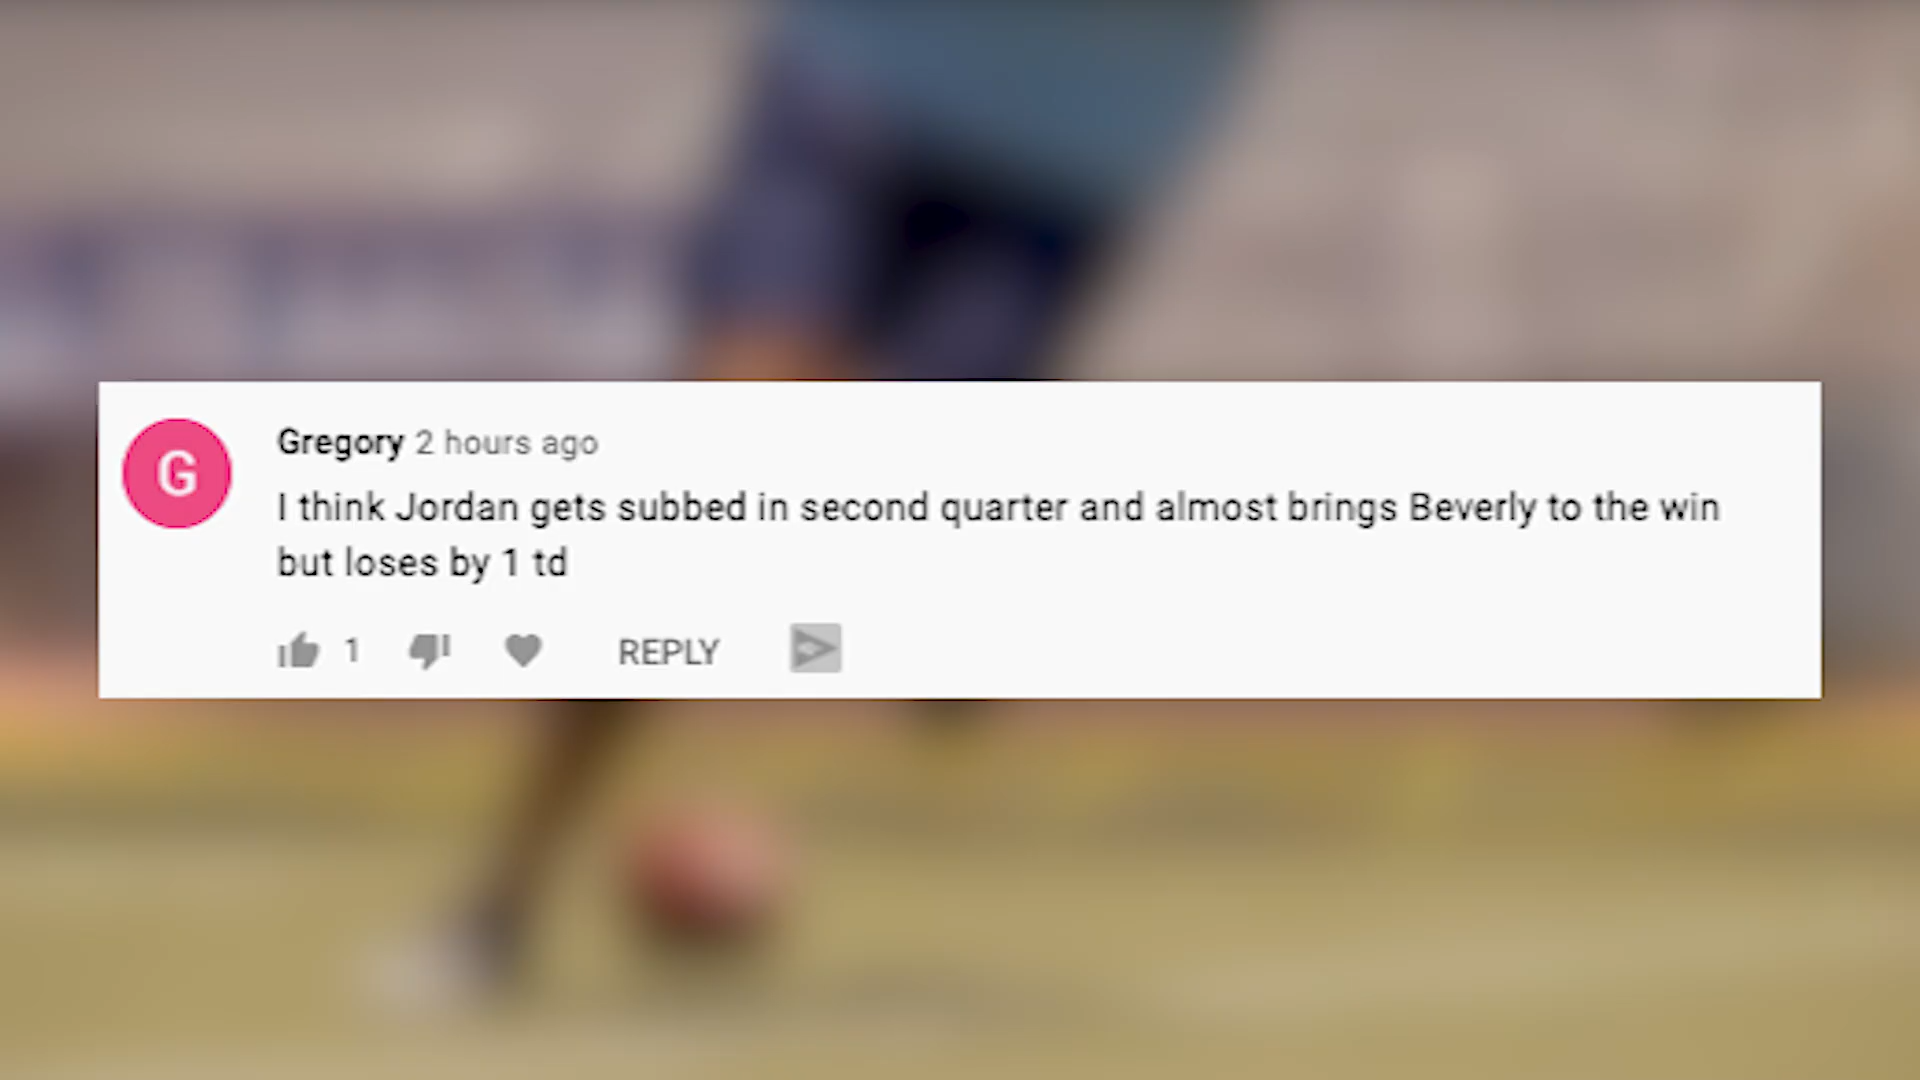 G
Gregory 2 hours ago
I think Jordan gets subbed in second quarter and almost brings Beverly to the win
but loses by 1 td
1 REPLY